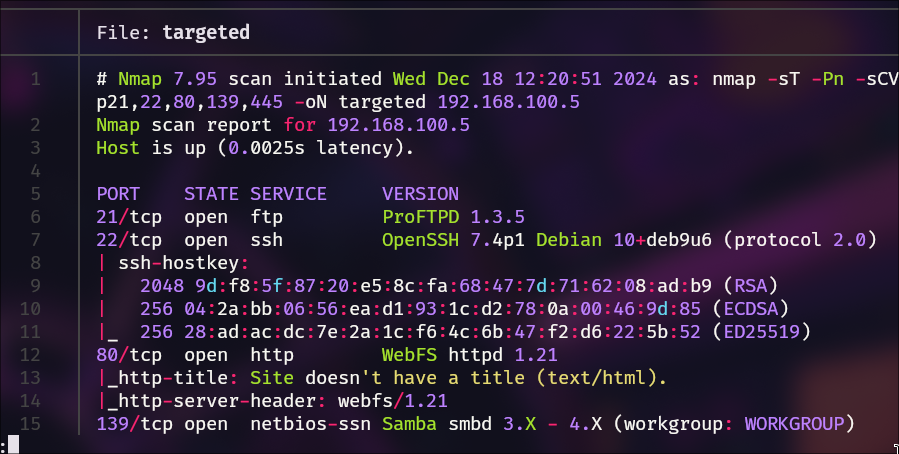 File: targeted
1 # Nmap 7.95 scan initiated Wed Dec 18 12:20:51 2024 as: nmap -sT -Pn -sCV
p21,22,80,139,445 -oN targeted 192.168.100.5
2 Nmap scan report for 192.168.100.5
3 Host is up (0.0025s latency).
4
5 PORT STATE SERVICE VERSION
6 21/tcp open ftp ProFTPD 1.3.5
7 22/tcp open ssh OpenSSH 7.4p1 Debian 10+deb9u6 (protocol 2.0)
8 | ssh-hostkey:
9 | 2048 9d:f8:5f:87:20:e5:8c:fa:68:47:7d:71:62:08:ad:b9 (RSA)
10 | 256 04:2a:bb:06:56:ea:d1:93:1c:d2:78:0a:00:46:9d:85 (ECDSA)
11 |_ 256 28:ad:ac:dc:7e:2a:1c:f6:4c:6b:47:f2:d6:22:5b:52 (ED25519)
12 80/tcp open http WebFS httpd 1.21
13 |_http-title: Site doesn't have a title (text/html).
14 |_http-server-header: webfs/1.21
15 139/tcp open netbios-ssn Samba smbd 3.X - 4.X (workgroup: WORKGROUP)
: